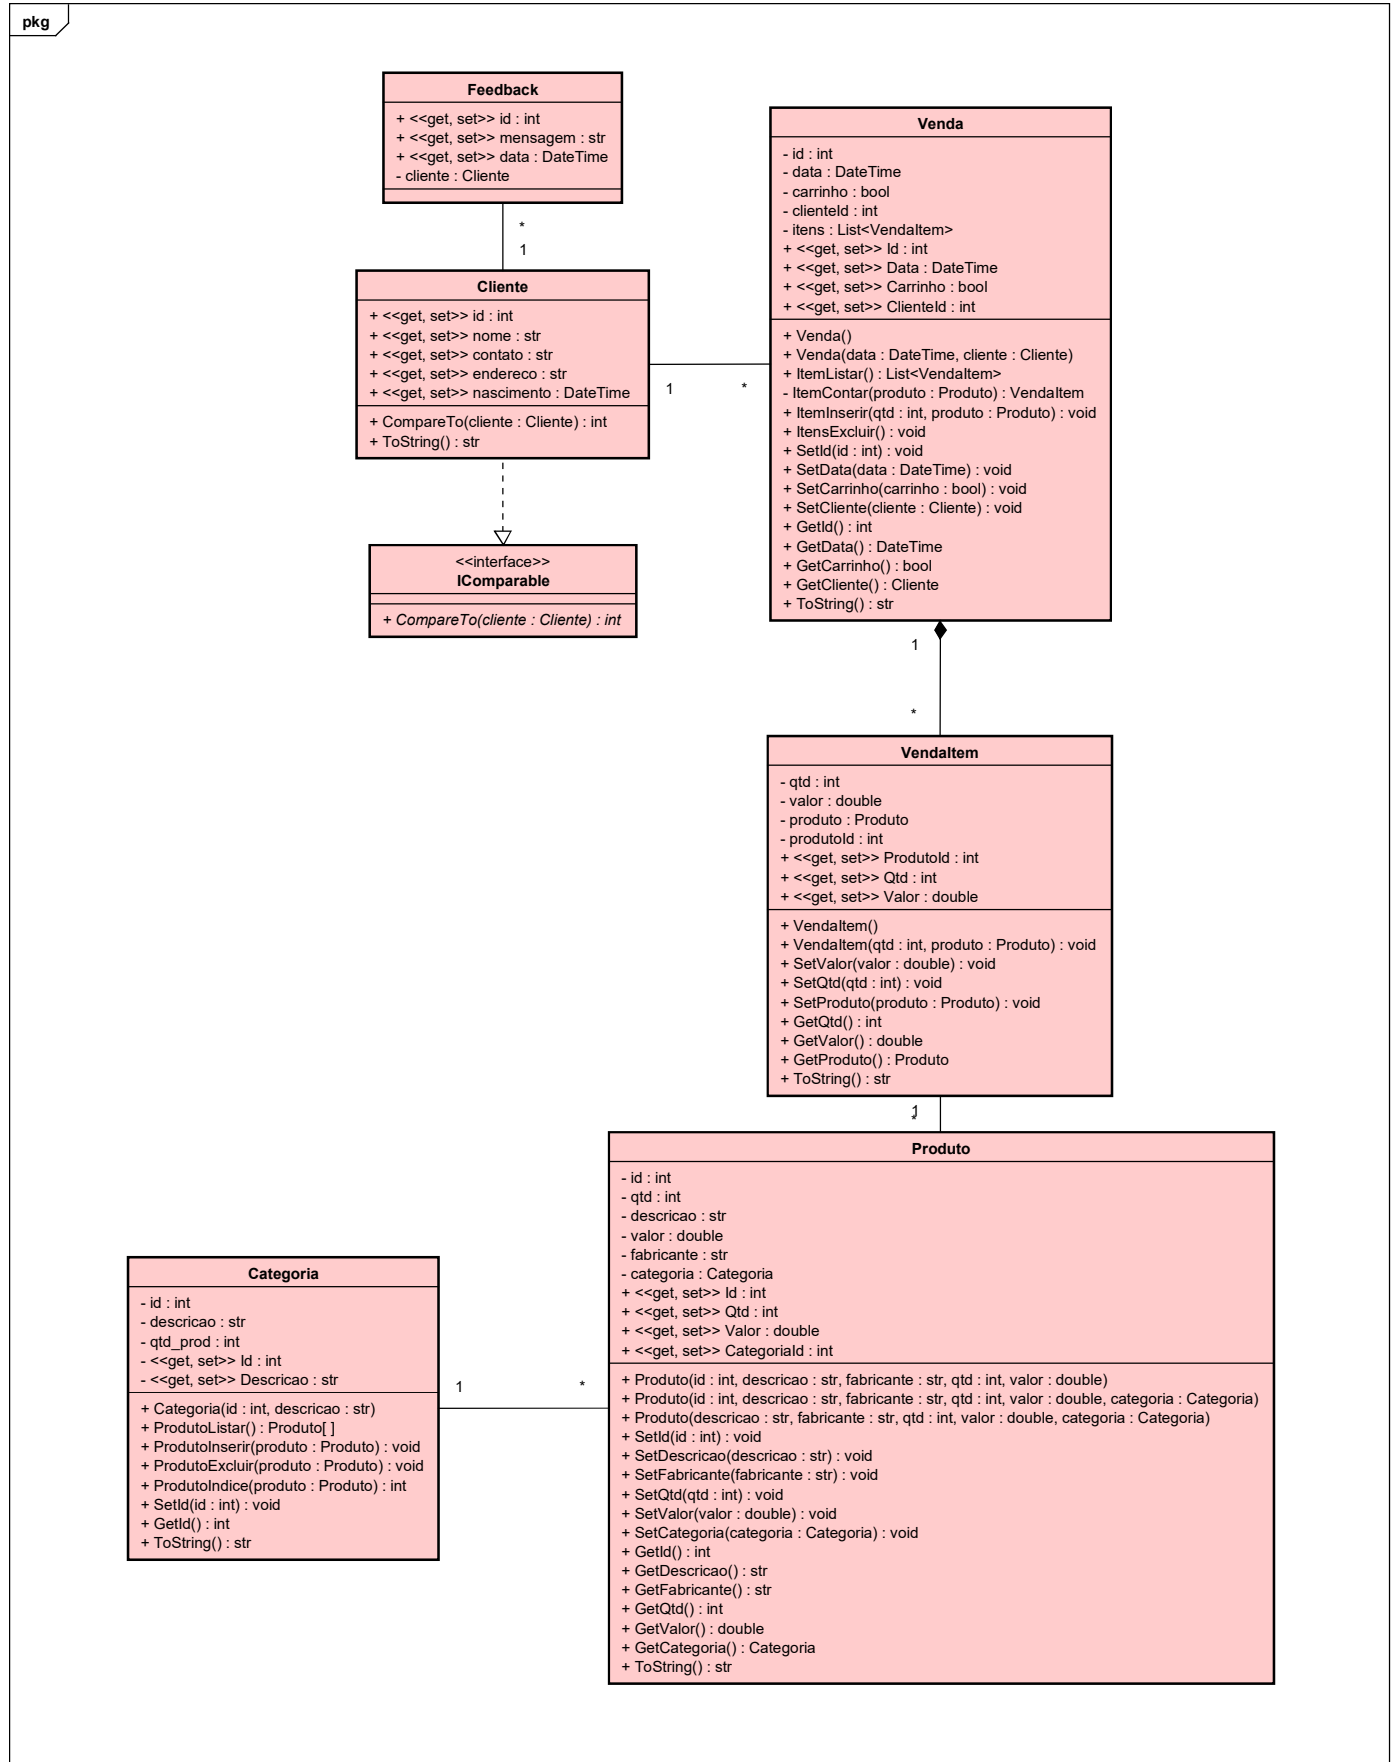 pkg
Feedback
+ <<get, set>> id : int
+ <<get, set>> mensagem : str
+ <<get, set>> data : DateTime
- cliente : Cliente
*
1
Cliente
+ <<get, set>> id : int
+ <<get, set>> nome : str
+ <<get, set>> contato : str
+ <<get, set>> endereco : str
+ <<get, set>> nascimento : DateTime
+ CompareTo(cliente : Cliente) : int
+ ToString() : str
1
*
<<interface>>
IComparable
+ CompareTo(cliente : Cliente) : int
Venda
- id : int
- data : DateTime
- carrinho : bool
- clienteId : int
- itens : List<VendaItem>
+ <<get, set>> Id : int
+ <<get, set>> Data : DateTime
+ <<get, set>> Carrinho : bool
+ <<get, set>> ClienteId : int
+ Venda()
+ Venda(data : DateTime, cliente : Cliente)
+ ItemListar() : List<VendaItem>
- ItemContar(produto : Produto) : VendaItem
+ ItemInserir(qtd : int, produto : Produto) : void
+ ItensExcluir() : void
+ SetId(id : int) : void
+ SetData(data : DateTime) : void
+ SetCarrinho(carrinho : bool) : void
+ SetCliente(cliente : Cliente) : void
+ GetId() : int
+ GetData() : DateTime
+ GetCarrinho() : bool
+ GetCliente() : Cliente
+ ToString() : str
1
*
VendaItem
- qtd : int
- valor : double
- produto : Produto
- produtoId : int
+ <<get, set>> ProdutoId : int
+ <<get, set>> Qtd : int
+ <<get, set>> Valor : double
+ VendaItem()
+ VendaItem(qtd : int, produto : Produto) : void
+ SetValor(valor : double) : void
+ SetQtd(qtd : int) : void
+ SetProduto(produto : Produto) : void
+ GetQtd() : int
+ GetValor() : double
+ GetProduto() : Produto
+ ToString() : str
1
*
Produto
- id : int
- qtd : int
- descricao : str
- valor : double
- fabricante : str
- categoria : Categoria
+ <<get, set>> Id : int
+ <<get, set>> Qtd : int
+ <<get, set>> Valor : double
+ <<get, set>> CategoriaId : int
+ Produto(id : int, descricao : str, fabricante : str, qtd : int, valor : double)
+ Produto(id : int, descricao : str, fabricante : str, qtd : int, valor : double, categoria : Categoria)
+ Produto(descricao : str, fabricante : str, qtd : int, valor : double, categoria : Categoria)
+ SetId(id : int) : void
+ SetDescricao(descricao : str) : void
+ SetFabricante(fabricante : str) : void
+ SetQtd(qtd : int) : void
+ SetValor(valor : double) : void
+ SetCategoria(categoria : Categoria) : void
+ GetId() : int
+ GetDescricao() : str
+ GetFabricante() : str
+ GetQtd() : int
+ GetValor() : double
+ GetCategoria() : Categoria
+ ToString() : str
Categoria
- id : int
- descricao : str
- qtd_prod : int
- <<get, set>> Id : int
- <<get, set>> Descricao : str
+ Categoria(id : int, descricao : str)
+ ProdutoListar() : Produto[ ]
+ ProdutoInserir(produto : Produto) : void
+ ProdutoExcluir(produto : Produto) : void
+ ProdutoIndice(produto : Produto) : int
+ SetId(id : int) : void
+ GetId() : int
+ ToString() : str
1
*